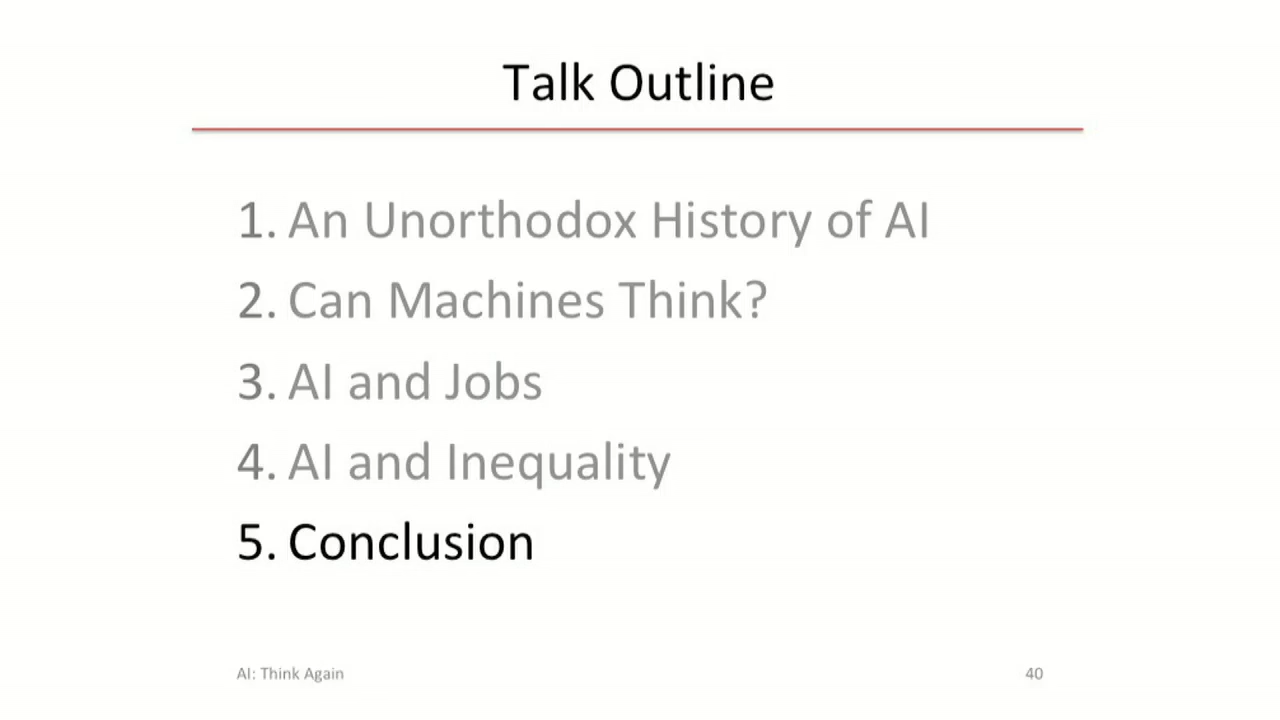 Talk Outline
1. An Unorthodox History of AI
2. Can Machines Think?
3. AI and Jobs
4. AI and Inequality
5. Conclusion
AI: Think Again
40